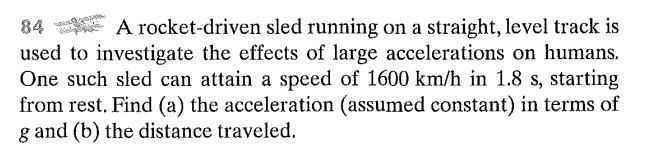 84 A rocket-driven sled running on a straight, level track is
used to investigate the effects of large accelerations on humans.
One such sled can attain a speed of 1600 km/h in 1.8 s, starting
from rest. Find (a) the acceleration (assumed constant) in terms of
g and (b) the distance traveled.